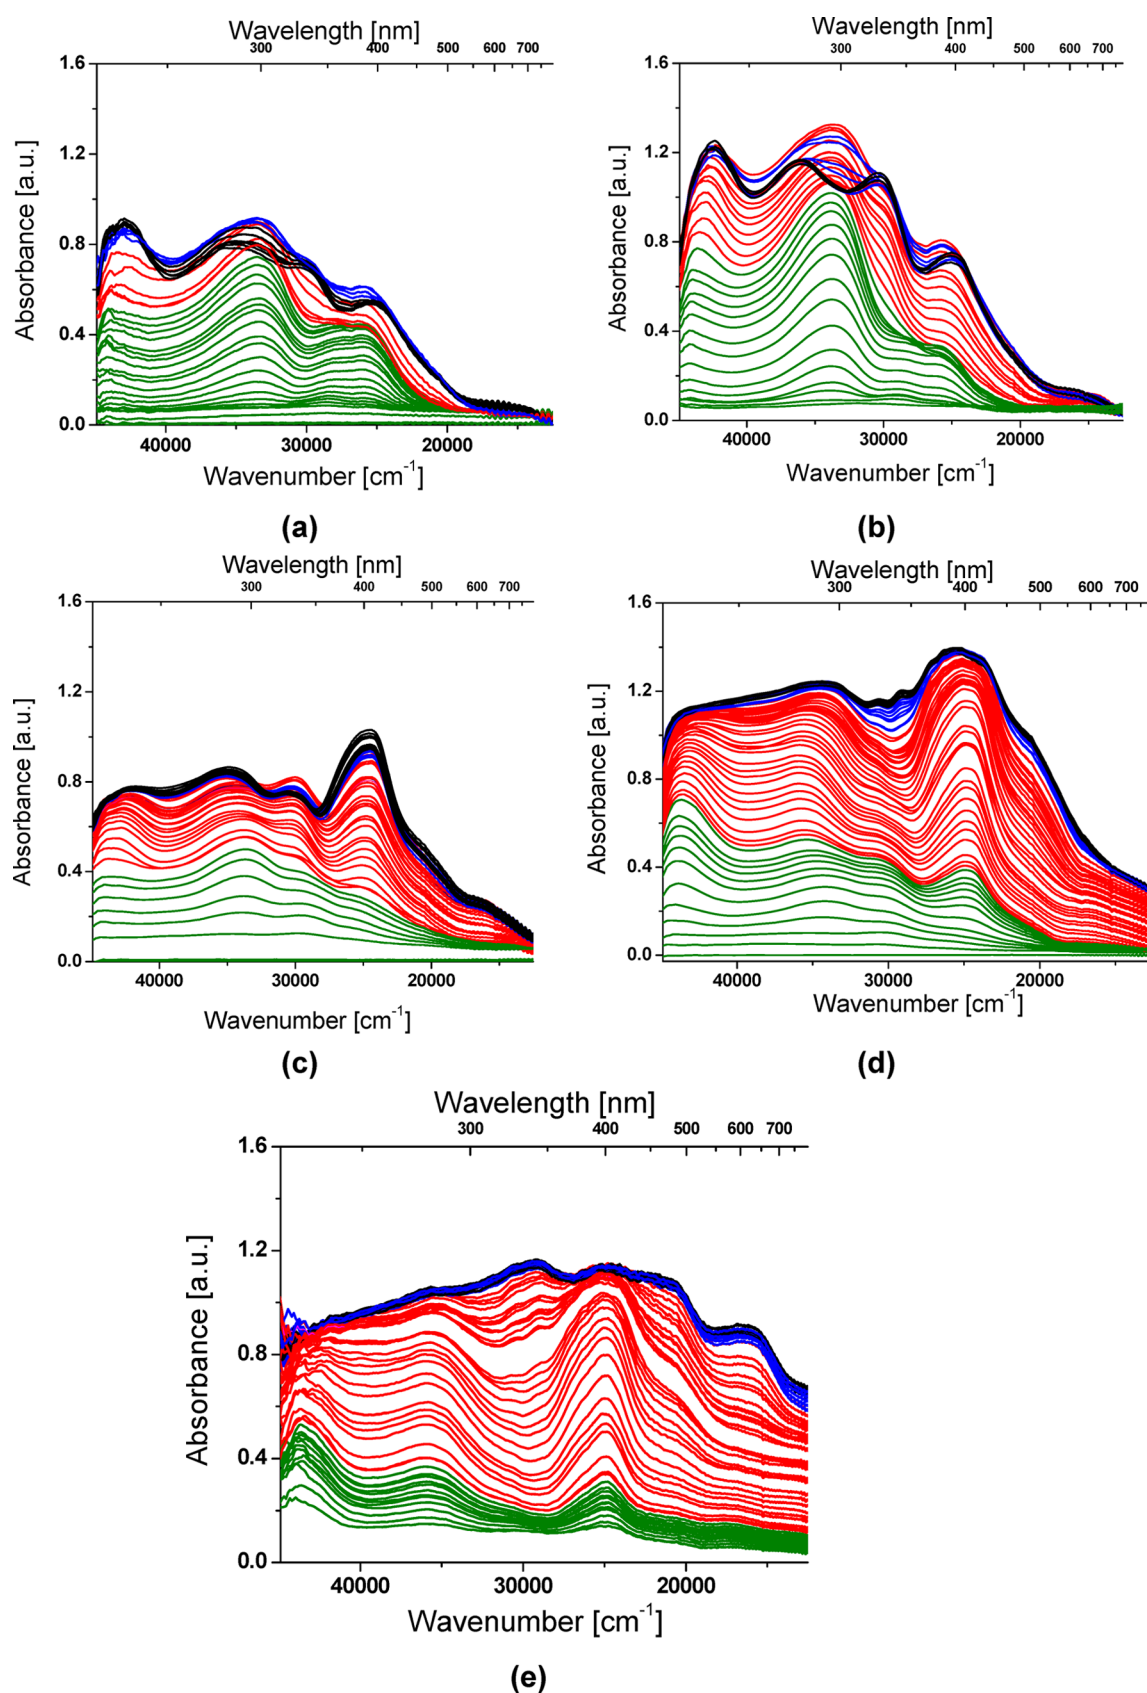 Wavelength [nm]
300 400 500 600 700
1.6
1.2
0.8
0.4
0.0
Absorbance [a.u.]
40000 30000 20000
Wavenumber [cm-1]
(a)
Wavelength [nm]
300 400 500 600 700
1.6
1.2
0.8
0.4
0.0
Absorbance [a.u.]
40000 30000 20000
Wavenumber [cm-1]
(b)
Wavelength [nm]
300 400 500 600 700
1.6
1.2
0.8
0.4
0.0
Absorbance [a.u.]
40000 30000 20000
Wavenumber [cm-1]
(c)
Wavelength [nm]
300 400 500 600 700
1.6
1.2
0.8
0.4
0.0
Absorbance [a.u.]
40000 30000 20000
Wavenumber [cm-1]
(d)
Wavelength [nm]
300 400 500 600 700
1.6
1.2
0.8
0.4
0.0
Absorbance [a.u.]
40000 30000 20000
Wavenumber [cm-1]
(e)